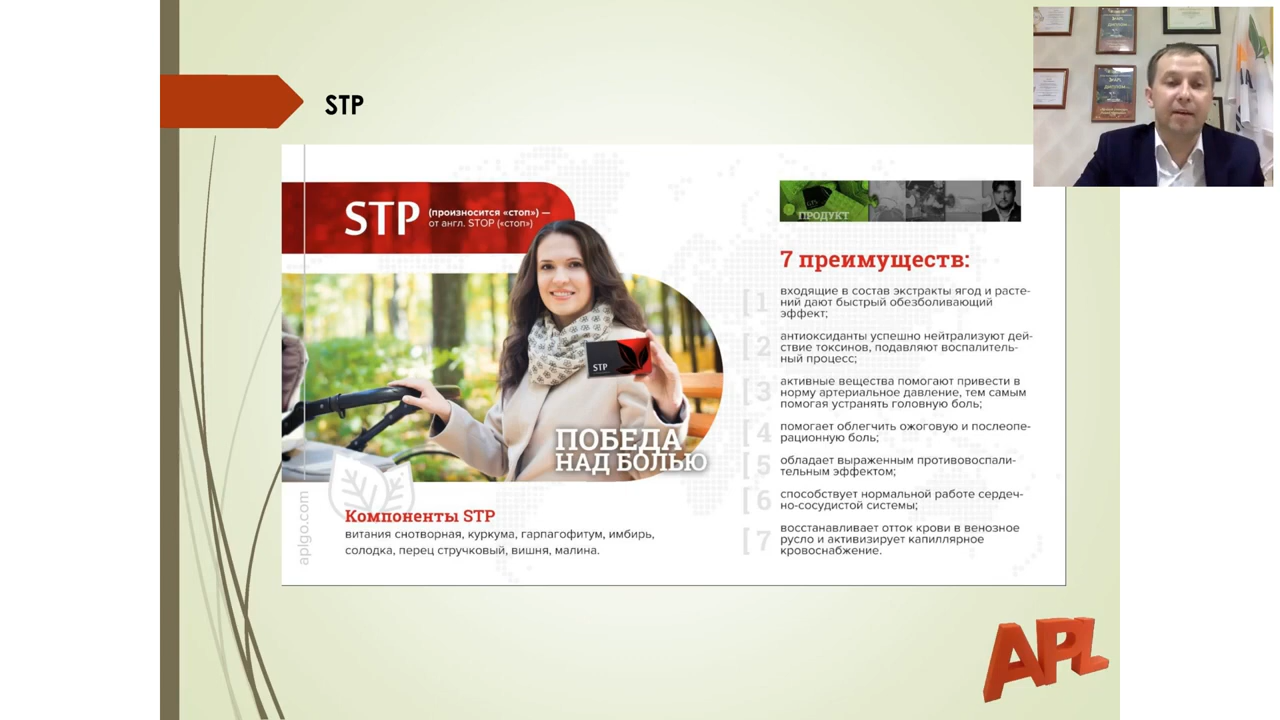 STP
STP
(произносится «стоп») —
от англ. STOP («стоп»)
STP
ПОБЕДА
НАД БОЛЬЮ
aplgo.com
Компоненты STP
витания снотворная, куркума, гарпагофитум, имбирь,
солодка, перец стручковый, вишня, малина.
GTS
ПРОДУКТ
7 преимуществ:
[1
входящие в состав экстракты ягод и расте-
ний дают быстрый обезболивающий
эффект;
[2
антиоксиданты успешно нейтрализуют дей-
ствие токсинов, подавляют воспалитель-
ный процесс;
[3
активные вещества помогают привести в
норму артериальное давление, тем самым
помогая устранять головную боль;
[4
помогает облегчить ожоговую и послеопе-
рационную боль;
[5
обладает выраженным противовоспали-
тельным эффектом;
[6
способствует нормальной работе сердеч-
но-сосудистой системы;
[7
восстанавливает отток крови в венозное
русло и активизирует капиллярное
кровоснабжение.
APL
ДИПЛОМ
ДИПЛОМ